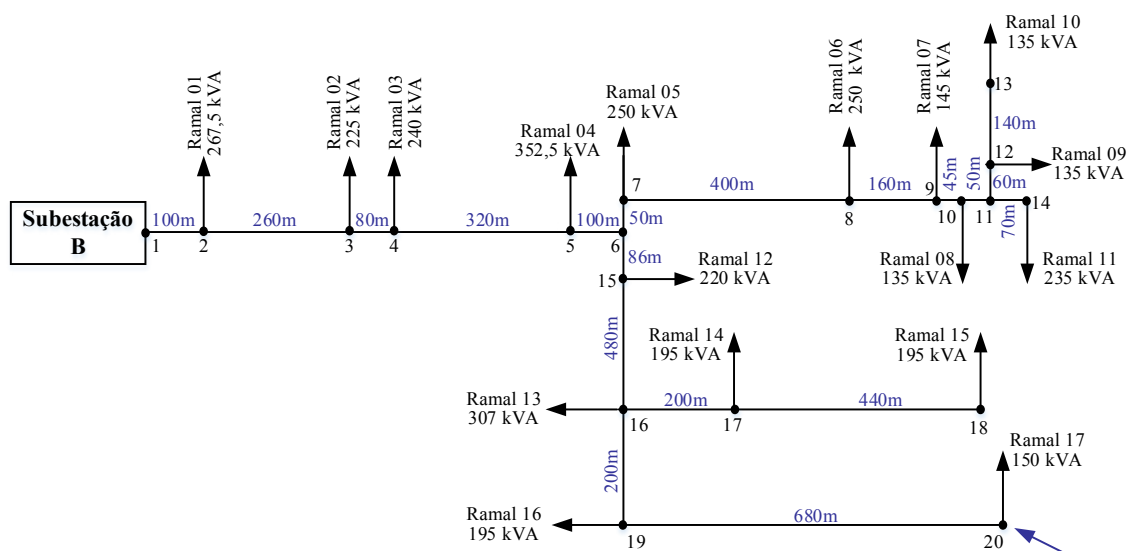 Subestação
B
100m
1
2
Ramal 01
267,5 kVA
260m
3
Ramal 02
225 kVA
80m
4
Ramal 03
240 kVA
320m
5
Ramal 04
352,5 kVA
100m
6
Ramal 05
250 kVA
7
50m
400m
8
Ramal 06
250 kVA
160m
9
Ramal 07
145 kVA
45m
10
Ramal 08
135 kVA
50m
11
60m
12
Ramal 09
135 kVA
140m
13
Ramal 10
135 kVA
70m
14
Ramal 11
235 kVA
86m
15
Ramal 12
220 kVA
480m
Ramal 13
307 kVA
16
200m
17
Ramal 14
195 kVA
440m
18
Ramal 15
195 kVA
200m
Ramal 16
195 kVA
19
680m
20
Ramal 17
150 kVA